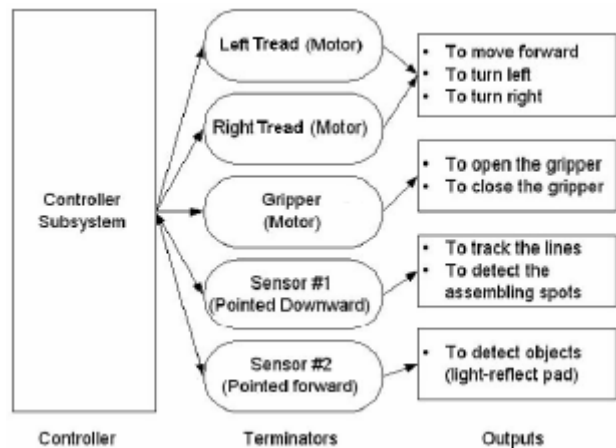 Left Tread (Motor)
• To move forward
• To turn left
• To turn right
Right Tread (Motor)
Controller
Subsystem
Gripper
(Motor)
• To open the gripper
• To close the gripper
Sensor #1
(Pointed Downward)
• To track the lines
• To detect the
assembling spots
Sensor #2
(Pointed forward)
• To detect objects
(light-reflect pad)
Controller
Terminators
Outputs